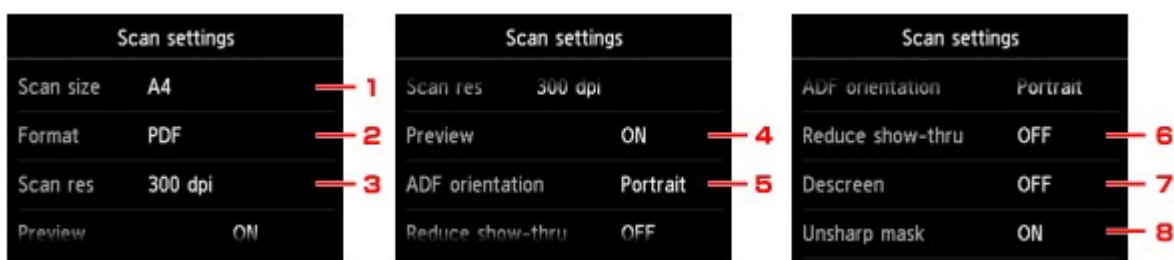 Scan settings
Scan size A4 1
Format PDF 2
Scan res 300 dpi 3
Preview ON
Scan settings
Scan res 300 dpi
Preview ON 4
ADF orientation Portrait 5
Reduce show-thru OFF
Scan settings
ADF orientation Portrait
Reduce show-thru OFF 6
Descreen OFF 7
Unsharp mask ON 8